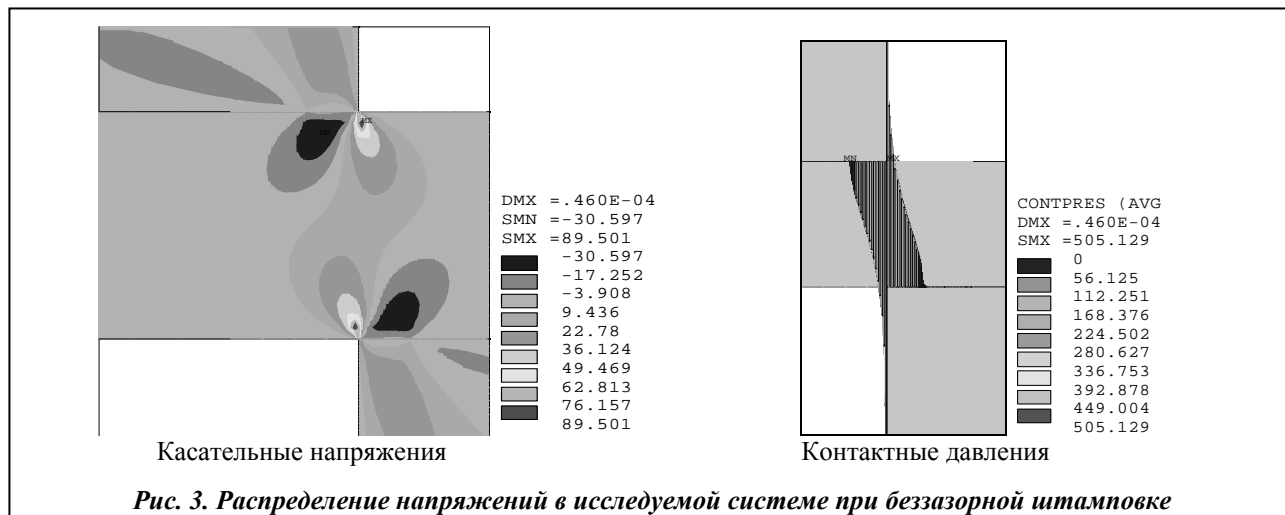 MX
MN
DMX =.460E-04
SMN =-30.597
SMX =89.501
-30.597
-17.252
-3.908
9.436
22.78
36.124
49.469
62.813
76.157
89.501
Касательные напряжения
MN
MX
CONTPRES (AVG
DMX =.460E-04
SMX =505.129
0
56.125
112.251
168.376
224.502
280.627
336.753
392.878
449.004
505.129
Контактные давления
Рис. 3. Распределение напряжений в исследуемой системе при беззазорной штамповке